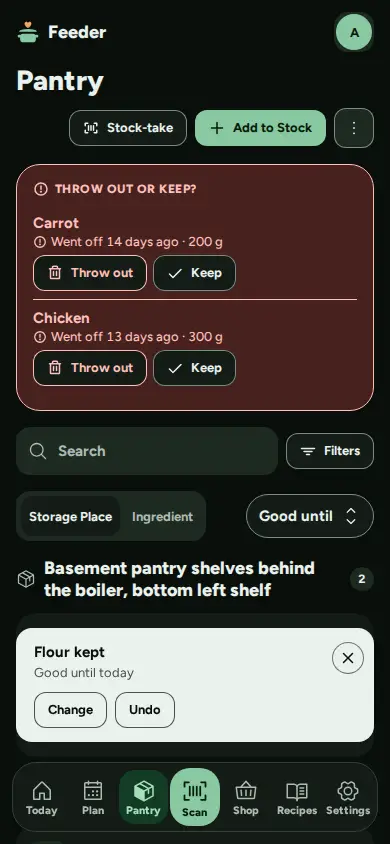 Feeder
A
Pantry
Stock-take
Add to Stock
THROW OUT OR KEEP?
Carrot
Went off 14 days ago · 200 g
Throw out
Keep
Chicken
Went off 13 days ago · 300 g
Throw out
Keep
Search
Filters
Storage Place
Ingredient
Good until
Basement pantry shelves behind
the boiler, bottom left shelf
2
Flour kept
Good until today
Change
Undo
Today
Plan
Pantry
Scan
Shop
Recipes
Settings